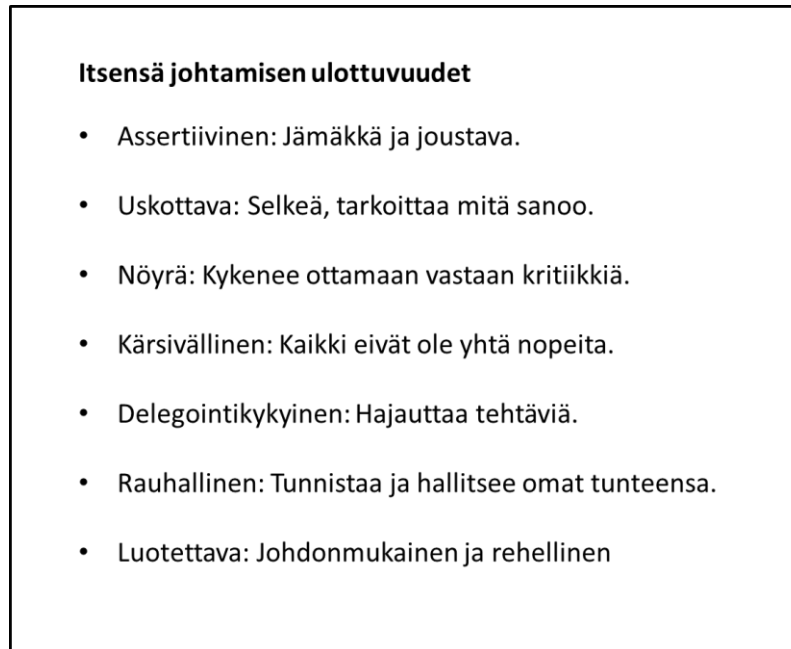 Itsensä johtamisen ulottuvuudet
• Assertiivinen: Jämäkkä ja joustava.
• Uskottava: Selkeä, tarkoittaa mitä sanoo.
• Nöyrä: Kykenee ottamaan vastaan kritiikkiä.
• Kärsivällinen: Kaikki eivät ole yhtä nopeita.
• Delegointikykyinen: Hajauttaa tehtäviä.
• Rauhallinen: Tunnistaa ja hallitsee omat tunteensa.
• Luotettava: Johdonmukainen ja rehellinen